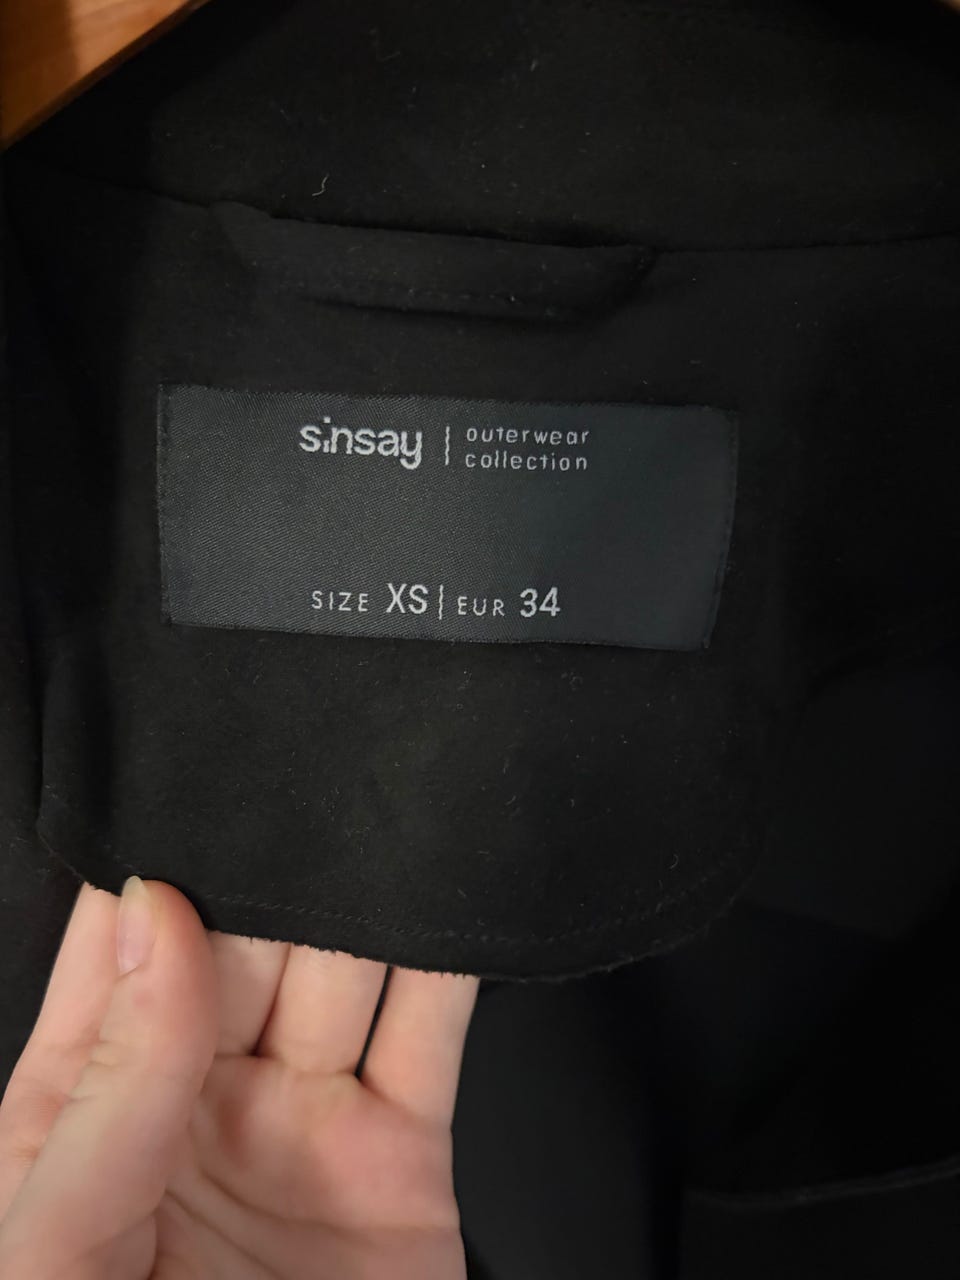 sinsay | outerwear
collection
SIZE XS | EUR 34